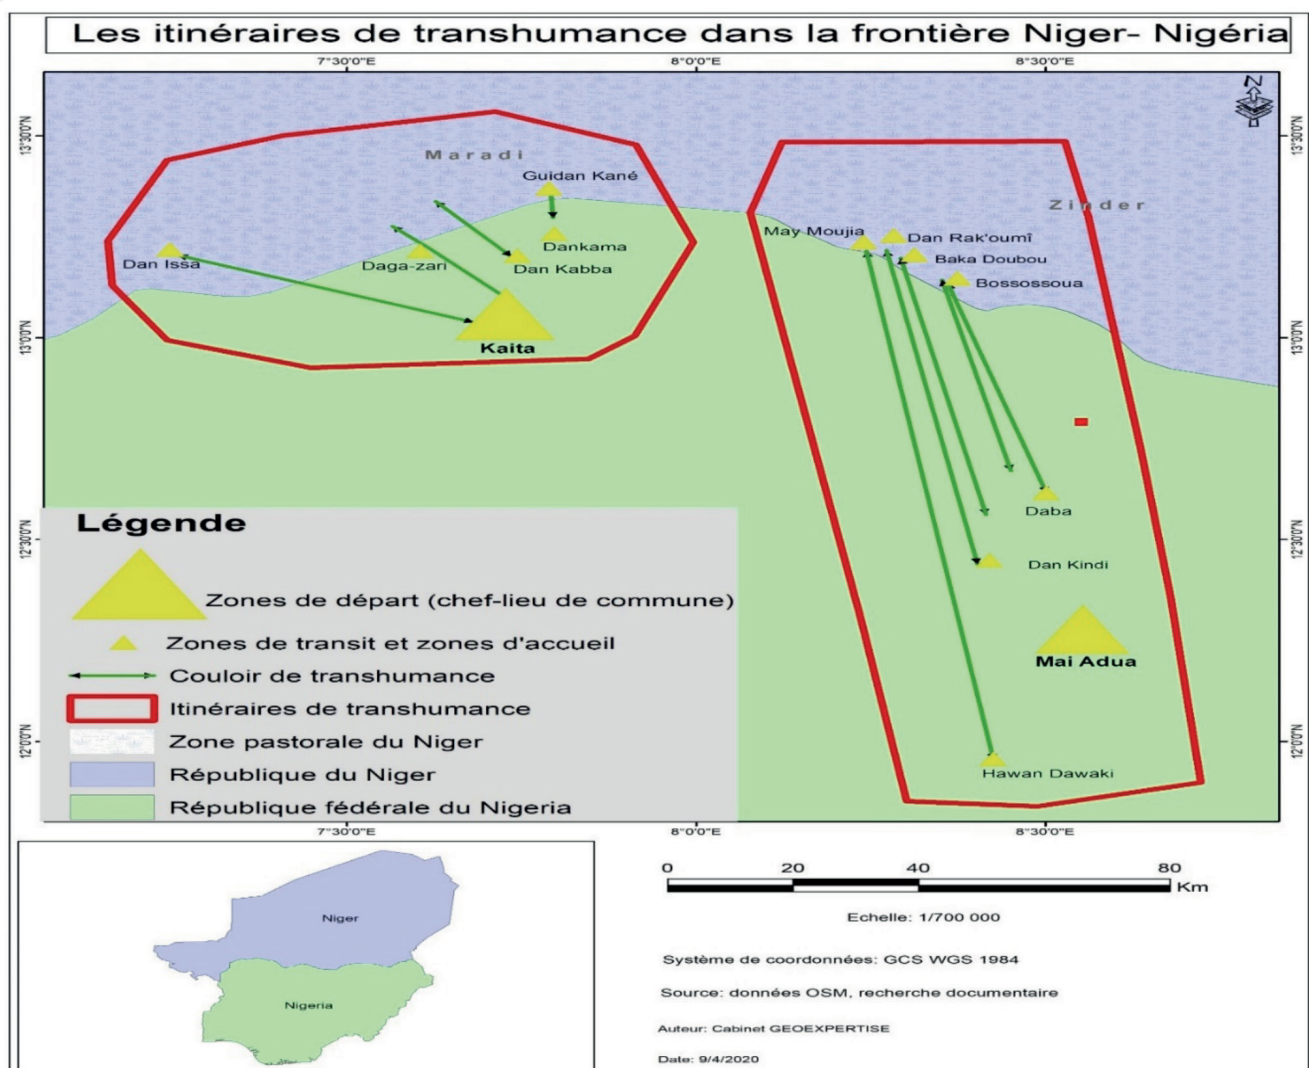 Les itinéraires de transhumance dans la frontière Niger- Nigéria
7°30'0"E 8°0'0"E 8°30'0"E
N
13°30'0"N 13°30'0"N
Maradi
Guidan Kané
Zinder
May Moujia
Dan Rak'oumî
Dankama
Baka Doubou
Dan Issa
Daga-zari
Dan Kabba
Bossossoua
13°0'0"N 13°0'0"N
Kaita
Daba
12°30'0"N 12°30'0"N
Dan Kindi
Mai Adua
12°0'0"N 12°0'0"N
Hawan Dawaki
Légende
Zones de départ (chef-lieu de commune)
Zones de transit et zones d'accueil
Couloir de transhumance
Itinéraires de transhumance
Zone pastorale du Niger
République du Niger
République fédérale du Nigeria
7°30'0"E 8°0'0"E 8°30'0"E
Niger
Nigeria
0 20 40 80
Km
Echelle: 1/700 000
Système de coordonnées: GCS WGS 1984
Source: données OSM, recherche documentaire
Auteur: Cabinet GEOEXPERTISE
Date: 9/4/2020